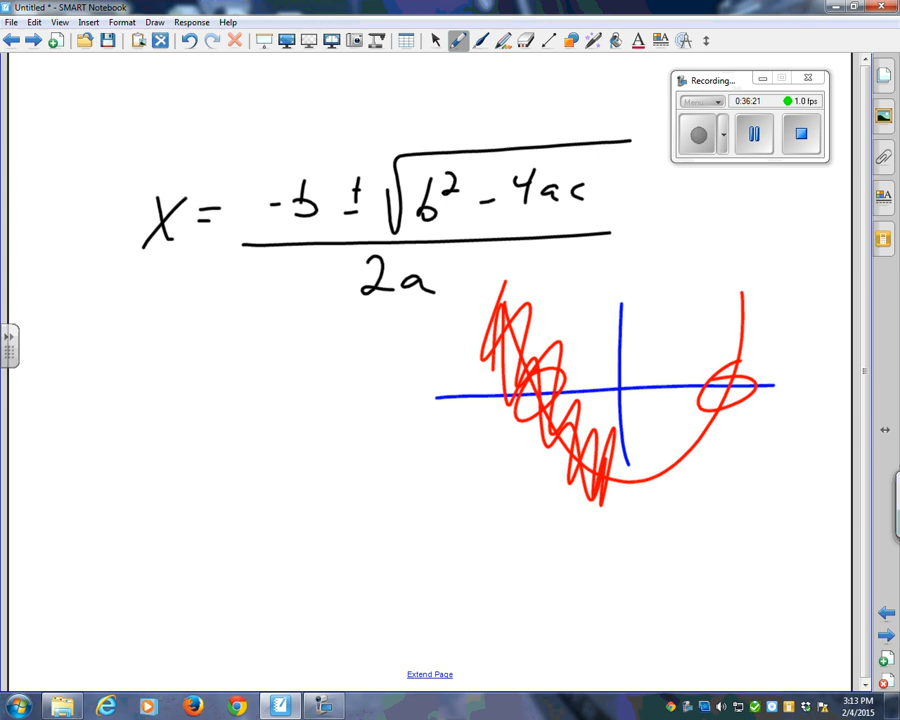 Untitled * - SMART Notebook
File Edit View Insert Format Draw Response Help
Recording...
Menu 0:36:21 1.0 fps
x = -b ± √b² - 4ac
2a
Extend Page
3:13 PM
2/4/2015